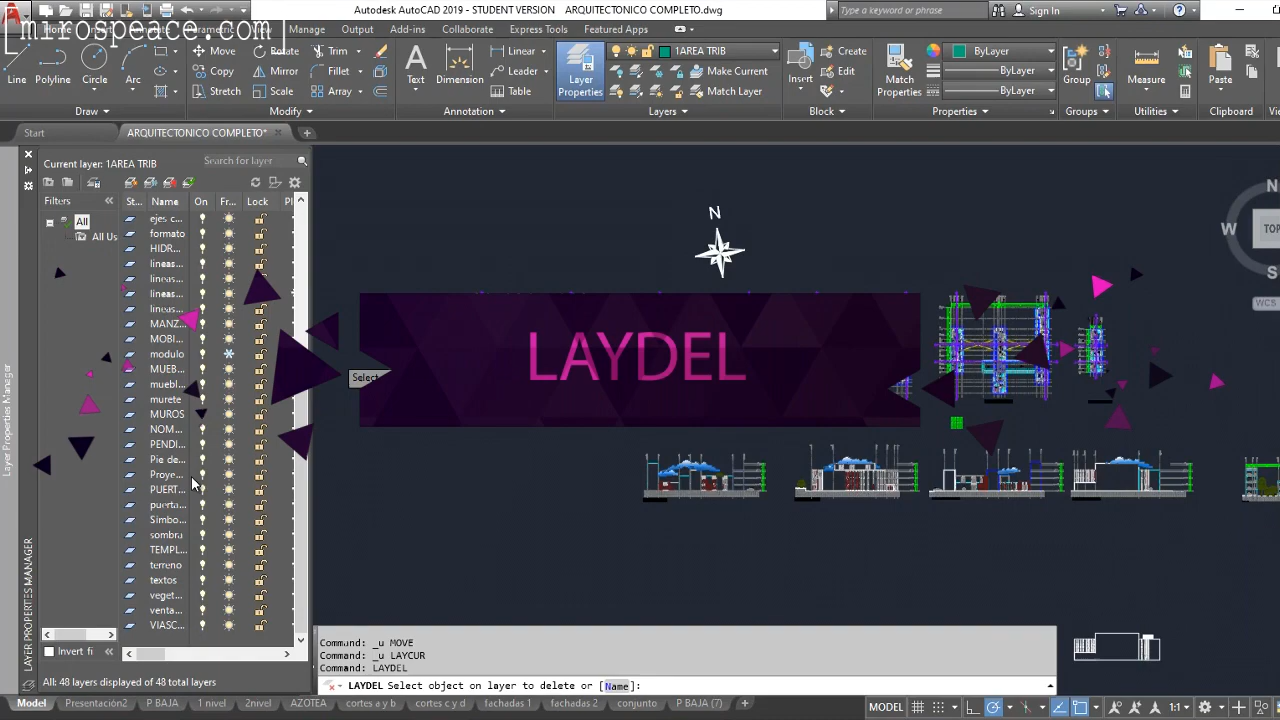 Autodesk AutoCAD 2019 - STUDENT VERSION ARQUITECTONICO COMPLETO.dwg
Type a keyword or phrase
Sign In
[mirospeace.com]
Manage Output Add-ins Collaborate Express Tools Featured Apps
Line Polyline Circle Arc
Move Rotate Trim
Copy Mirror Fillet
Stretch Scale Array
Text Dimension
Linear
Leader
Table
Layer Properties
1AREA TRIB
Make Current
Match Layer
Insert
Create
Edit
Match Properties
ByLayer
ByLayer
ByLayer
Group
Measure
Paste
Draw Modify Annotation Layers Block Properties Groups Utilities Clipboard
Start ARQUITECTONICO COMPLETO*
Current layer: 1AREA TRIB
Search for layer
Filters
St... Name On Fr... Lock Pl
All
All Us
ejes c...
formato
HIDR...
lineas...
lineas...
lineas...
lineas...
MANZ...
MOBI...
modulo
MUEB...
muebl...
murete
MUROS
NOM...
PENDI...
Pie de...
Proye...
PUERT...
puerta...
Simbo...
sombra
TEMPL...
terreno
textos
veget...
venta...
VIASC...
Invert fi
All: 48 layers displayed of 48 total layers
Layer Properties Manager
LAYER PROPERTIES MANAGER
N
N
W TOP
S
WCS
Select
LAYDEL
Command: _u MOVE
Command: _u LAYCUR
Command: LAYDEL
LAYDEL Select object on layer to delete or [Name]:
Model Presentación2 P BAJA 1 nivel 2nivel AZOTEA cortes a y b cortes c y d fachadas 1 fachadas 2 conjunto P BAJA (7)
MODEL
1:1